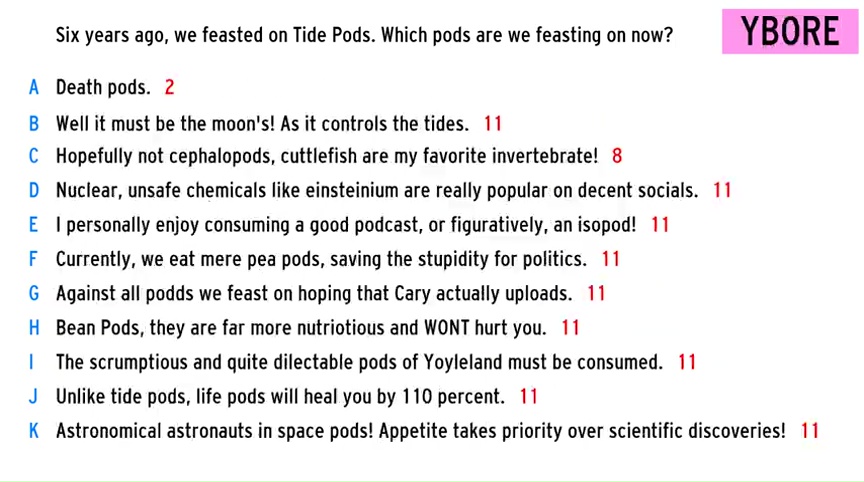 Six years ago, we feasted on Tide Pods. Which pods are we feasting on now?
YBORE
A Death pods. 2
B Well it must be the moon's! As it controls the tides. 11
C Hopefully not cephalopods, cuttlefish are my favorite invertebrate! 8
D Nuclear, unsafe chemicals like einsteinium are really popular on decent socials. 11
E I personally enjoy consuming a good podcast, or figuratively, an isopod! 11
F Currently, we eat mere pea pods, saving the stupidity for politics. 11
G Against all podds we feast on hoping that Cary actually uploads. 11
H Bean Pods, they are far more nutriotious and WONT hurt you. 11
I The scrumptious and quite dilectable pods of Yoyleland must be consumed. 11
J Unlike tide pods, life pods will heal you by 110 percent. 11
K Astronomical astronauts in space pods! Appetite takes priority over scientific discoveries! 11